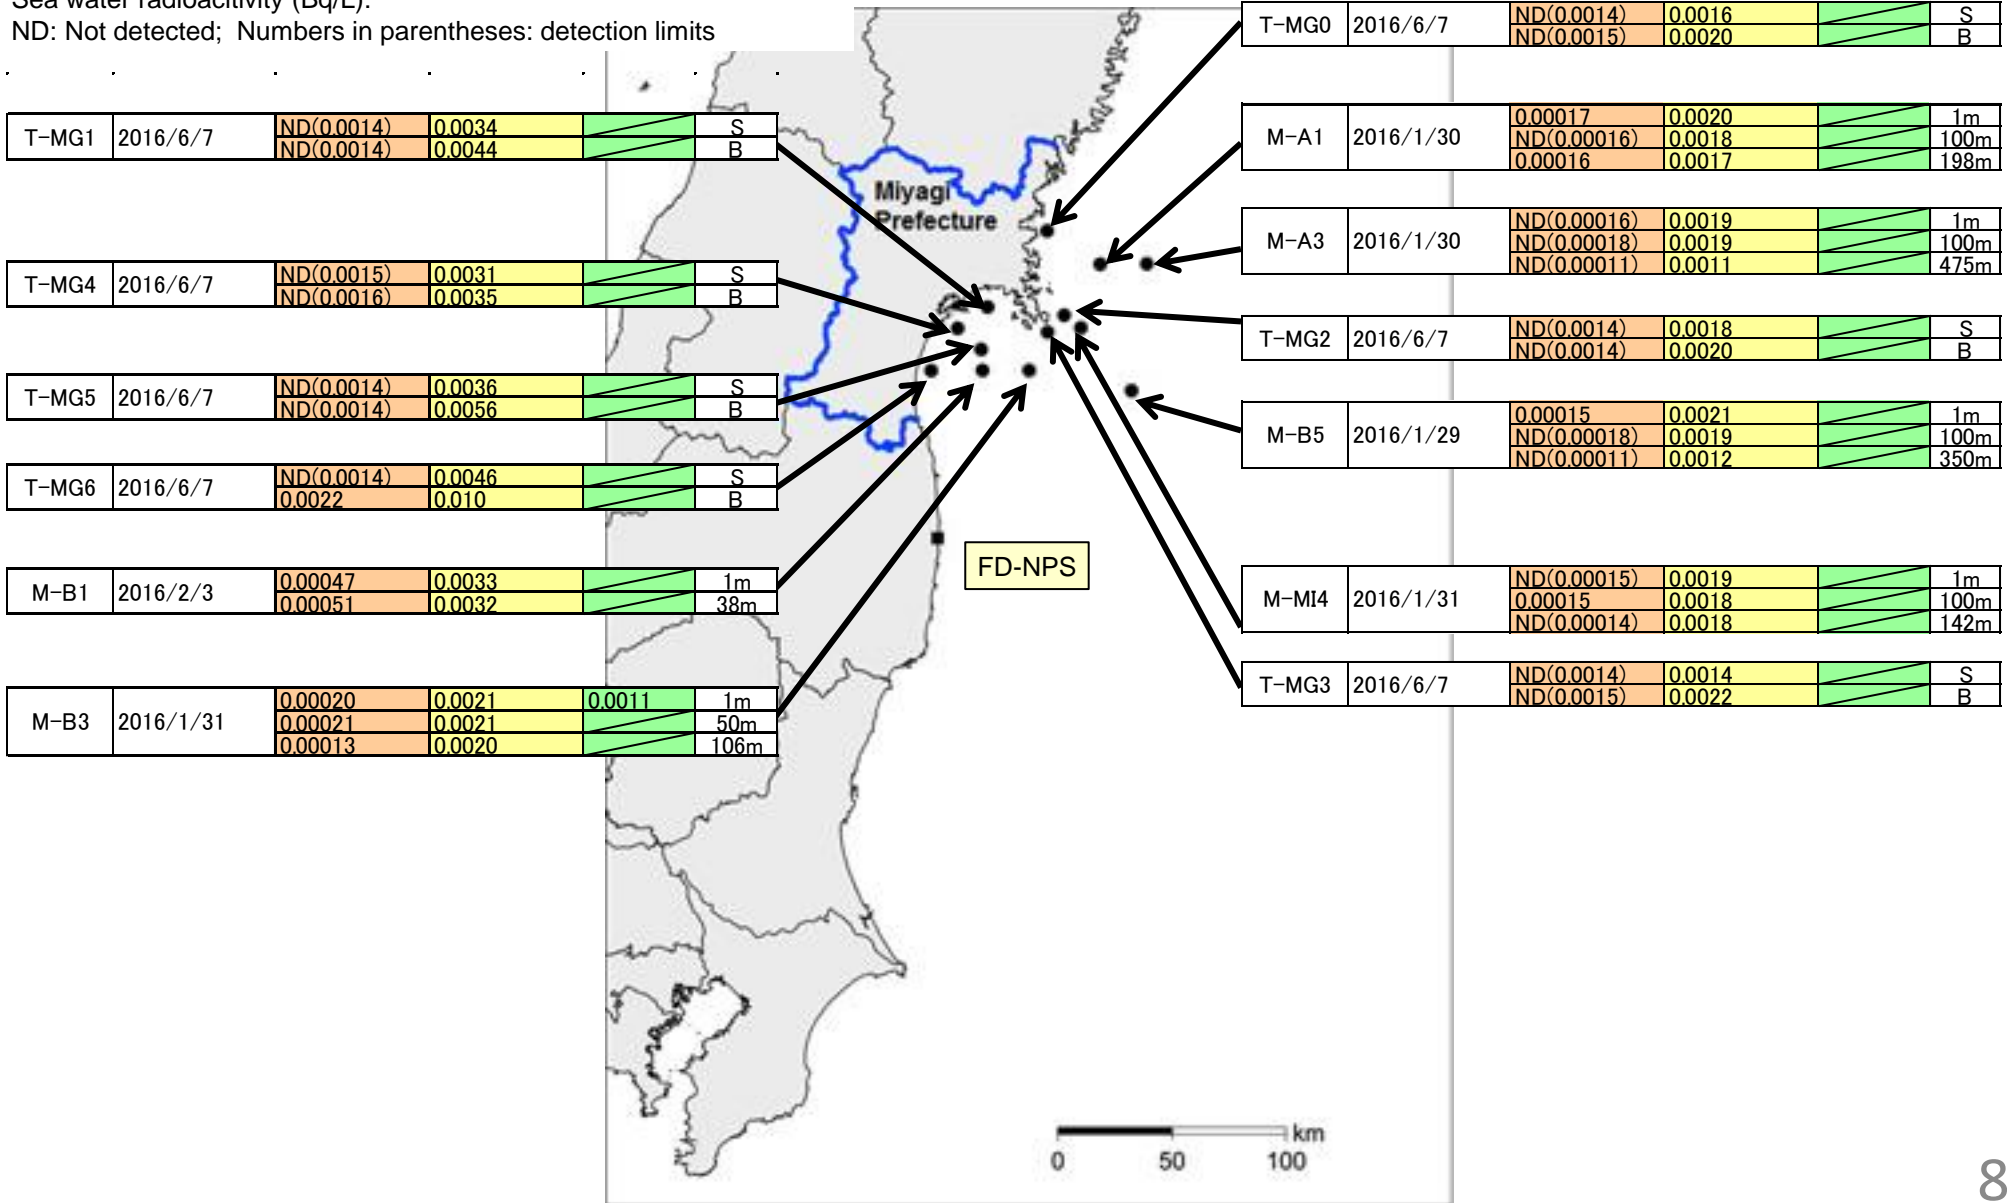 Sea water radioacitivity (Bq/L).
ND: Not detected; Numbers in parentheses: detection limits
T-MG1 2016/6/7 ND(0.0014) 0.0034 S
ND(0.0014) 0.0044 B
T-MG4 2016/6/7 ND(0.0015) 0.0031 S
ND(0.0016) 0.0035 B
T-MG5 2016/6/7 ND(0.0014) 0.0036 S
ND(0.0014) 0.0056 B
T-MG6 2016/6/7 ND(0.0014) 0.0046 S
0.0022 0.010 B
M-B1 2016/2/3 0.00047 0.0033 1m
0.00051 0.0032 38m
M-B3 2016/1/31 0.00020 0.0021 0.0011 1m
0.00021 0.0021 50m
0.00013 0.0020 106m
Miyagi
Prefecture
FD-NPS
T-MG0 2016/6/7 ND(0.0014) 0.0016 S
ND(0.0015) 0.0020 B
M-A1 2016/1/30 0.00017 0.0020 1m
ND(0.00016) 0.0018 100m
0.00016 0.0017 198m
M-A3 2016/1/30 ND(0.00016) 0.0019 1m
ND(0.00018) 0.0019 100m
ND(0.00011) 0.0011 475m
T-MG2 2016/6/7 ND(0.0014) 0.0018 S
ND(0.0014) 0.0020 B
M-B5 2016/1/29 0.00015 0.0021 1m
ND(0.00018) 0.0019 100m
ND(0.00011) 0.0012 350m
M-MI4 2016/1/31 ND(0.00015) 0.0019 1m
0.00015 0.0018 100m
ND(0.00014) 0.0018 142m
T-MG3 2016/6/7 ND(0.0014) 0.0014 S
ND(0.0015) 0.0022 B
km
0 50 100
8